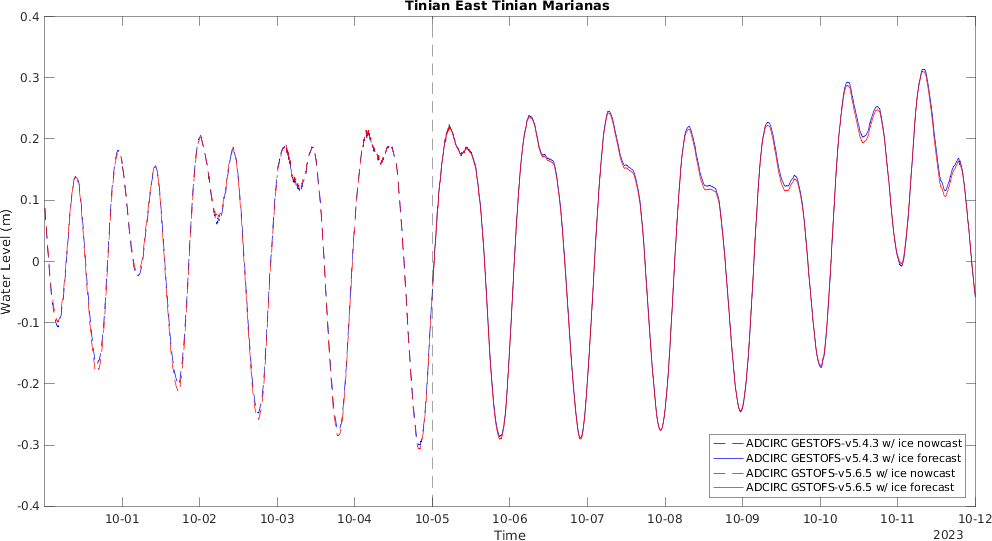 Tinian East Tinian Marianas
0.4
0.3
0.2
0.1
0
-0.1
-0.2
-0.3
-0.4
Water Level (m)
ADCIRC GESTOFS-v5.4.3 w/ ice nowcast
ADCIRC GESTOFS-v5.4.3 w/ ice forecast
ADCIRC GSTOFS-v5.6.5 w/ ice nowcast
ADCIRC GSTOFS-v5.6.5 w/ ice forecast
10-01 10-02 10-03 10-04 10-05 10-06 10-07 10-08 10-09 10-10 10-11 10-12
Time
2023